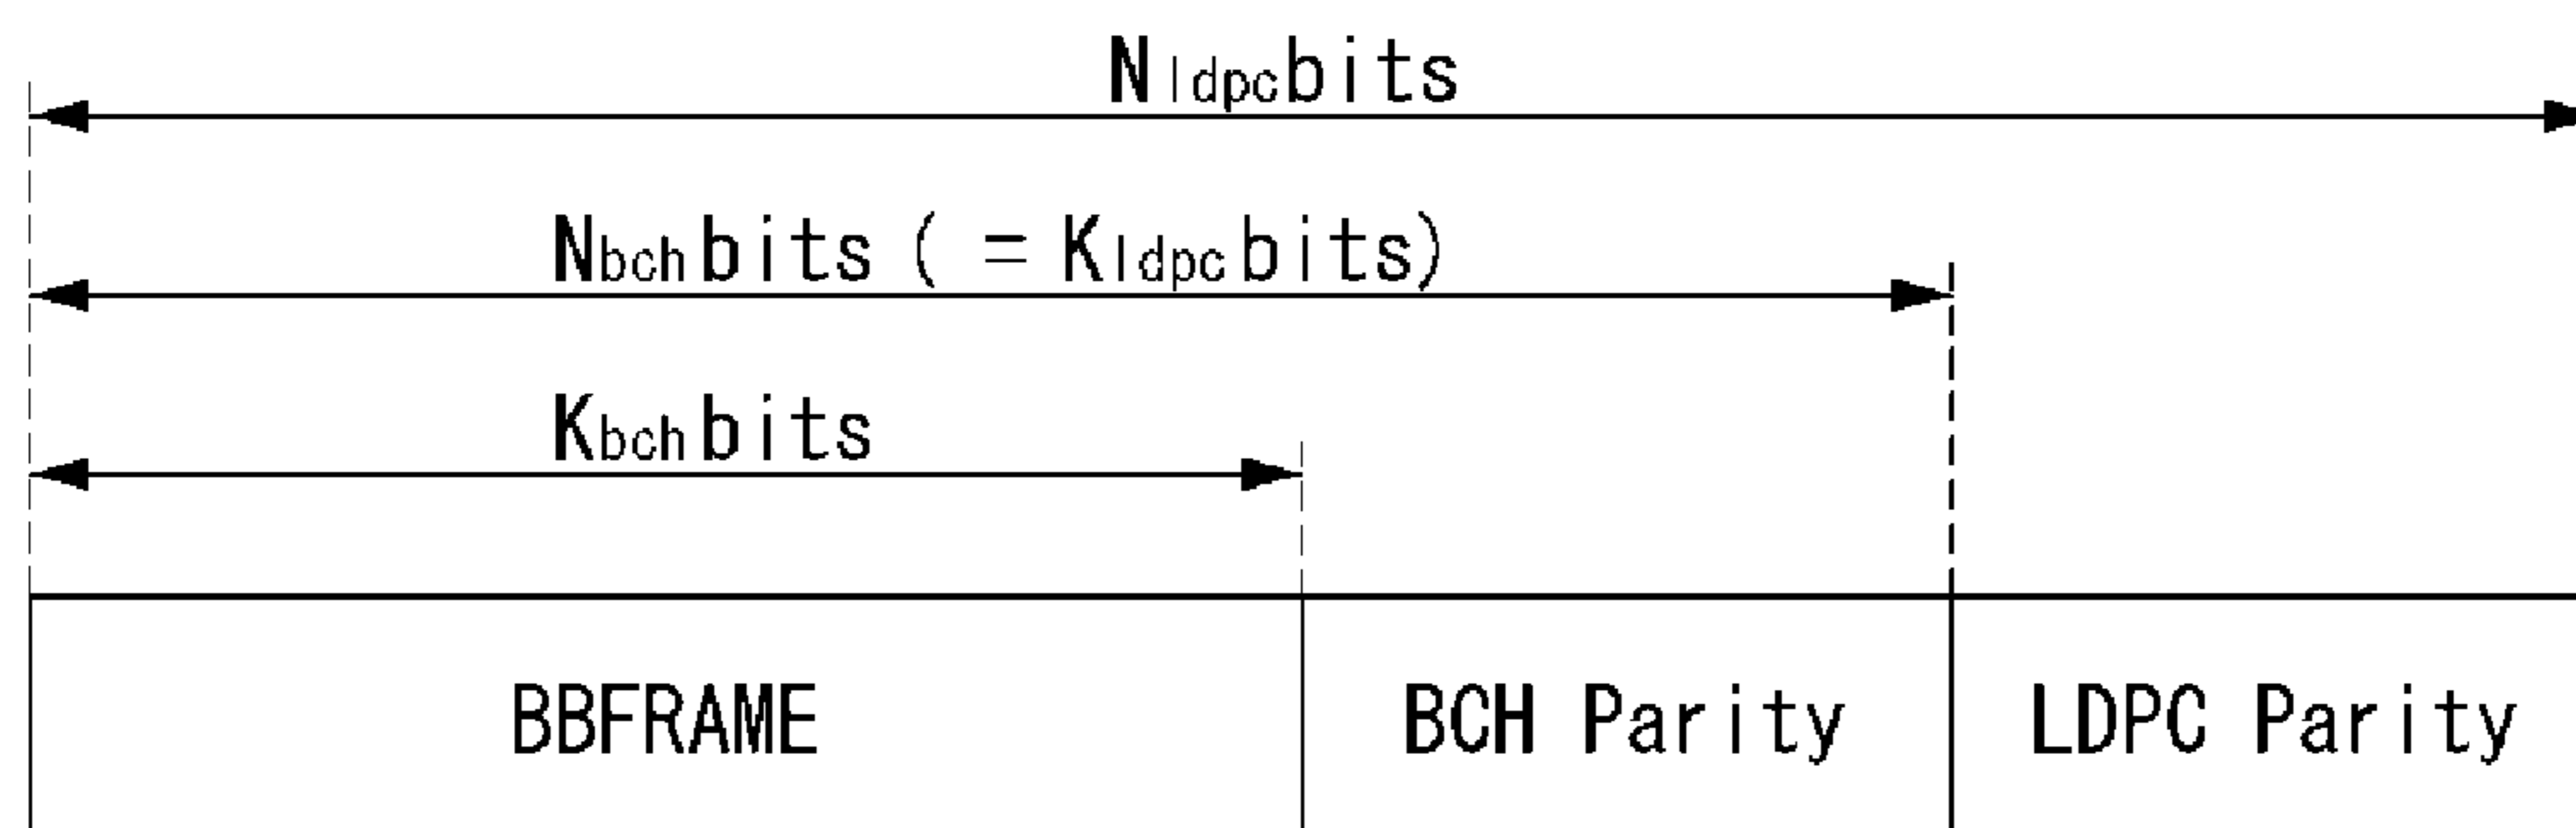 Nldpcbits
Nbchbits ( = Kldpcbits)
Kbchbits
BBFRAME BCH Parity LDPC Parity